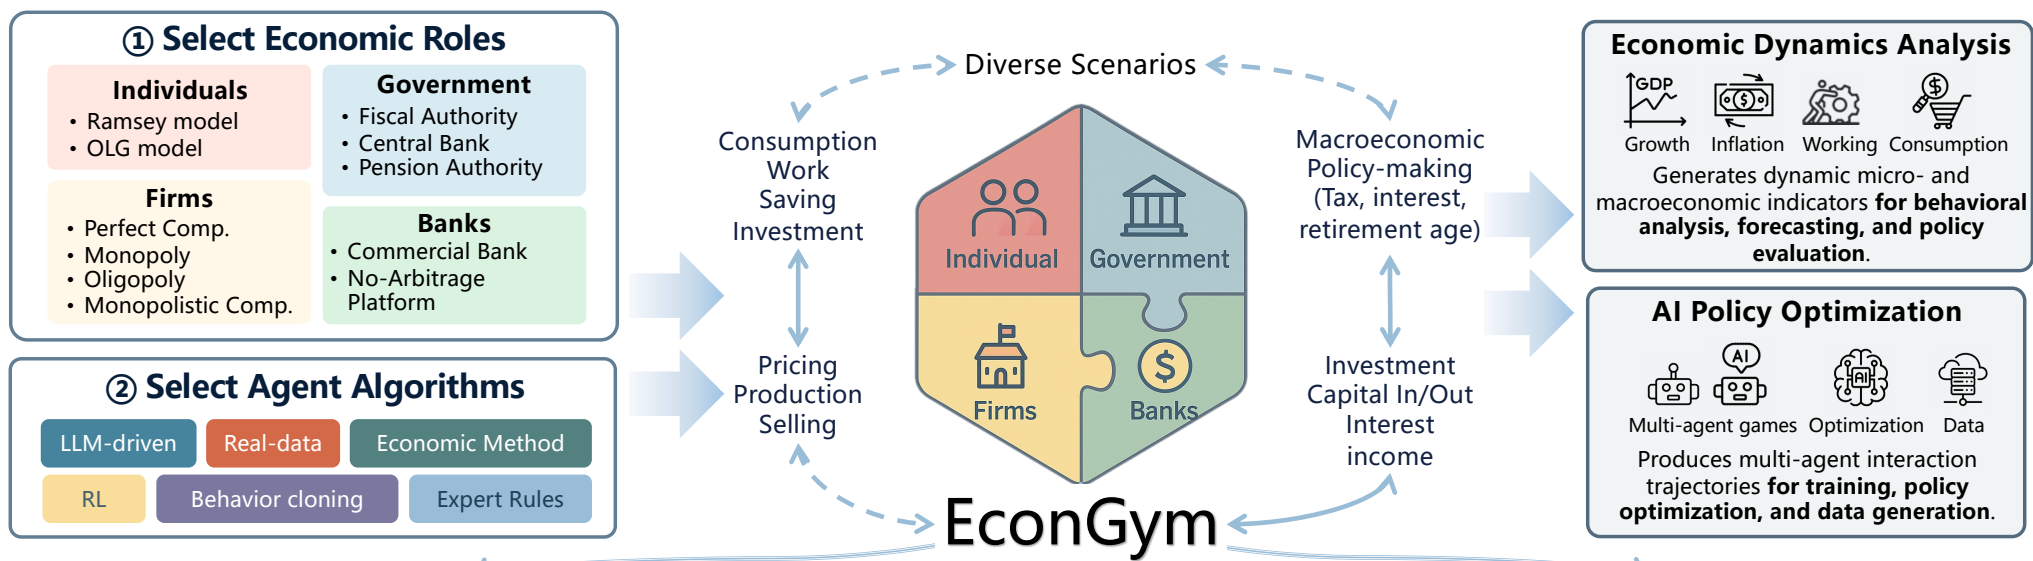 ① Select Economic Roles
Individuals
• Ramsey model
• OLG model
Government
• Fiscal Authority
• Central Bank
• Pension Authority
Firms
• Perfect Comp.
• Monopoly
• Oligopoly
• Monopolistic Comp.
Banks
• Commercial Bank
• No-Arbitrage
Platform
② Select Agent Algorithms
LLM-driven
Real-data
Economic Method
RL
Behavior cloning
Expert Rules
Diverse Scenarios
Consumption
Work
Saving
Investment
Pricing
Production
Selling
Individual
Government
Firms
$
Banks
EconGym
Macroeconomic
Policy-making
(Tax, interest,
retirement age)
Investment
Capital In/Out
Interest
income
Economic Dynamics Analysis
GDP
$
$
Growth
Inflation
Working
Consumption
Generates dynamic micro- and
macroeconomic indicators for behavioral
analysis, forecasting, and policy
evaluation.
AI Policy Optimization
AI
AI
Multi-agent games
Optimization
Data
Produces multi-agent interaction
trajectories for training, policy
optimization, and data generation.